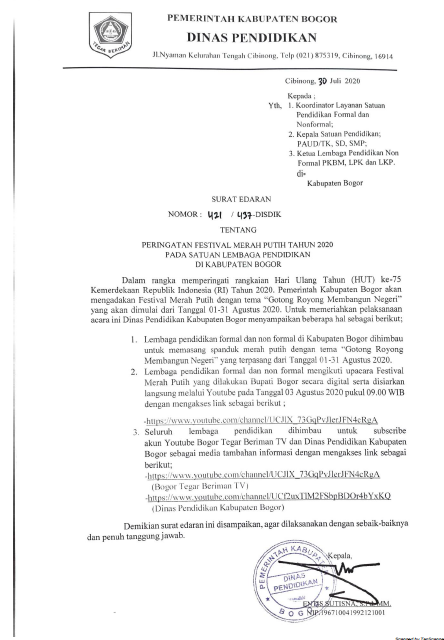 PEMERINTAH KABUPATEN BOGOR
DINAS PENDIDIKAN
Jl.Nyaman Kelurahan Tengah Cibinong, Telp (021) 875319, Cibinong, 16914
TEGAR BERIMAN
Cibinong, 30 Juli 2020
Kepada ;
Yth, 1. Koordinator Layanan Satuan
Pendidikan Formal dan
Nonformal;
2. Kepala Satuan Pendidikan;
PAUD/TK, SD, SMP;
3. Ketua Lembaga Pendidikan Non
Formal PKBM, LPK dan LKP.
di-
Kabupaten Bogor
SURAT EDARAN
NOMOR : 421 / 437-DISDIK
TENTANG
PERINGATAN FESTIVAL MERAH PUTIH TAHUN 2020
PADA SATUAN LEMBAGA PENDIDIKAN
DI KABUPATEN BOGOR
Dalam rangka memperingati rangkaian Hari Ulang Tahun (HUT) ke-75
Kemerdekaan Republik Indonesia (RI) Tahun 2020. Pemerintah Kabupaten Bogor akan
mengadakan Festival Merah Putih dengan tema “Gotong Royong Membangun Negeri”
yang akan dimulai dari Tanggal 01-31 Agustus 2020. Untuk memeriahkan pelaksanaan
acara ini Dinas Pendidikan Kabupaten Bogor menyampaikan beberapa hal sebagai berikut;
1. Lembaga pendidikan formal dan non formal di Kabupaten Bogor dihimbau
untuk memasang spanduk merah putih dengan tema “Gotong Royong
Membangun Negeri” yang terpasang dari Tanggal 01-31 Agustus 2020.
2. Lembaga pendidikan formal dan non formal mengikuti upacara Festival
Merah Putih yang dilakukan Bupati Bogor secara digital serta disiarkan
langsung melalui Youtube pada Tanggal 03 Agustus 2020 pukul 09.00 WIB
dengan mengakses link sebagai berikut ;
-https://www.youtube.com/channel/UCJlX_73GqPvJlerJFN4cRgA
3. Seluruh lembaga pendidikan dihimbau untuk subscribe
akun Youtube Bogor Tegar Beriman TV dan Dinas Pendidikan Kabupaten
Bogor sebagai media tambahan informasi dengan mengakses link sebagai
berikut;
-https://www.youtube.com/channel/UCJlX_73GqPvJlerJFN4cRgA
(Bogor Tegar Beriman TV)
-https://www.youtube.com/channel/UCf2uxTlM2FSbpBDOr4bYxKQ
(Dinas Pendidikan Kabupaten Bogor)
Demikian surat edaran ini disampaikan, agar dilaksanakan dengan sebaik-baiknya
dan penuh tanggung jawab.
Kepala,
PEMERINTAH KABUPATEN
DINAS
PENDIDIKAN
BOGOR
ENTIS SUTISNA, S.Pd, MM.
NIP.196710041992121001